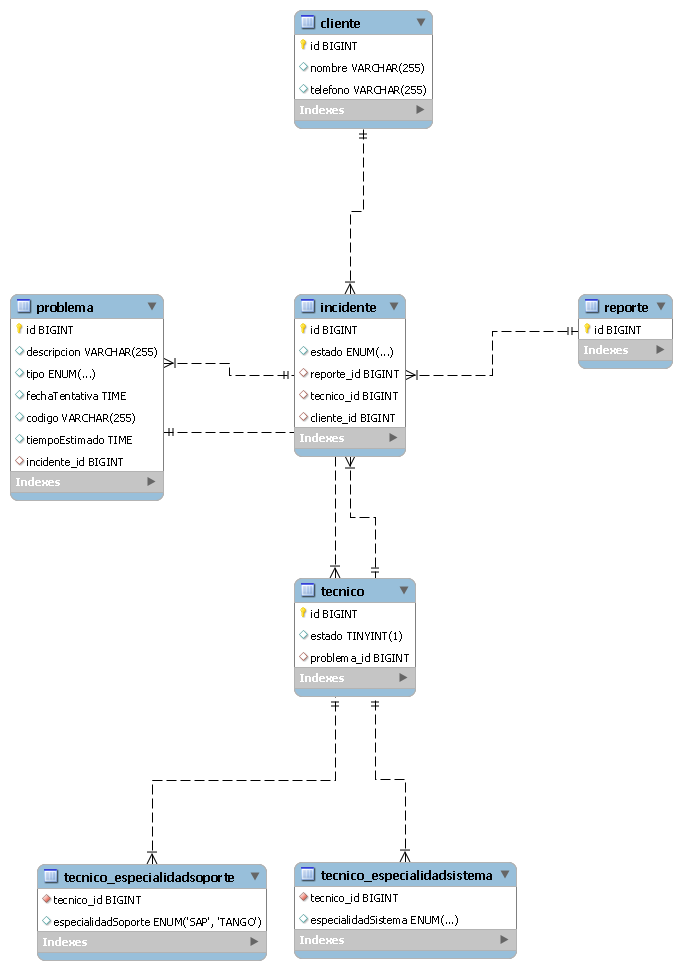 cliente
id BIGINT
nombre VARCHAR(255)
telefono VARCHAR(255)
Indexes
problema
id BIGINT
descripcion VARCHAR(255)
tipo ENUM(...)
fechaTentativa TIME
codigo VARCHAR(255)
tiempoEstimado TIME
incidente_id BIGINT
Indexes
incidente
id BIGINT
estado ENUM(...)
reporte_id BIGINT
tecnico_id BIGINT
cliente_id BIGINT
Indexes
reporte
id BIGINT
Indexes
tecnico
id BIGINT
estado TINYINT(1)
problema_id BIGINT
Indexes
tecnico_especialidadsoporte
tecnico_id BIGINT
especialidadSoporte ENUM('SAP', 'TANGO')
Indexes
tecnico_especialidadsistema
tecnico_id BIGINT
especialidadSistema ENUM(...)
Indexes